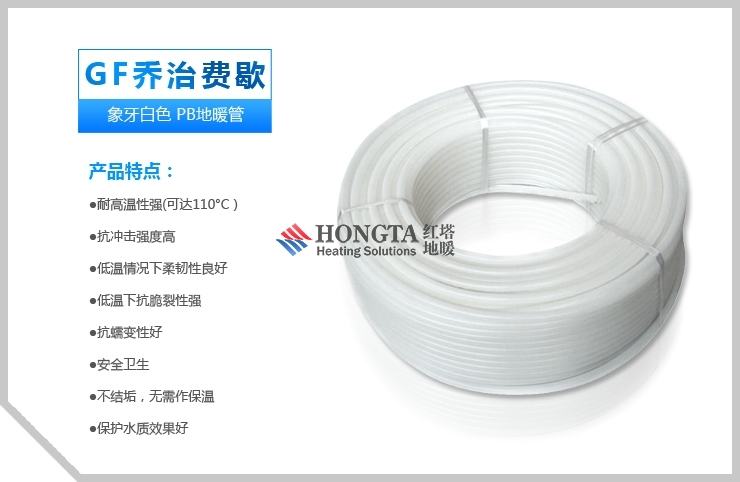 GF乔治费歇
象牙白色 PB地暖管
产品特点：
●耐高温性强(可达110°C）
●抗冲击强度高
●低温情况下柔韧性良好
●低温下抗脆裂性强
●抗蠕变性好
●安全卫生
●不结垢，无需作保温
●保护水质效果好
HONGTA 红塔
Heating Solutions 地暖